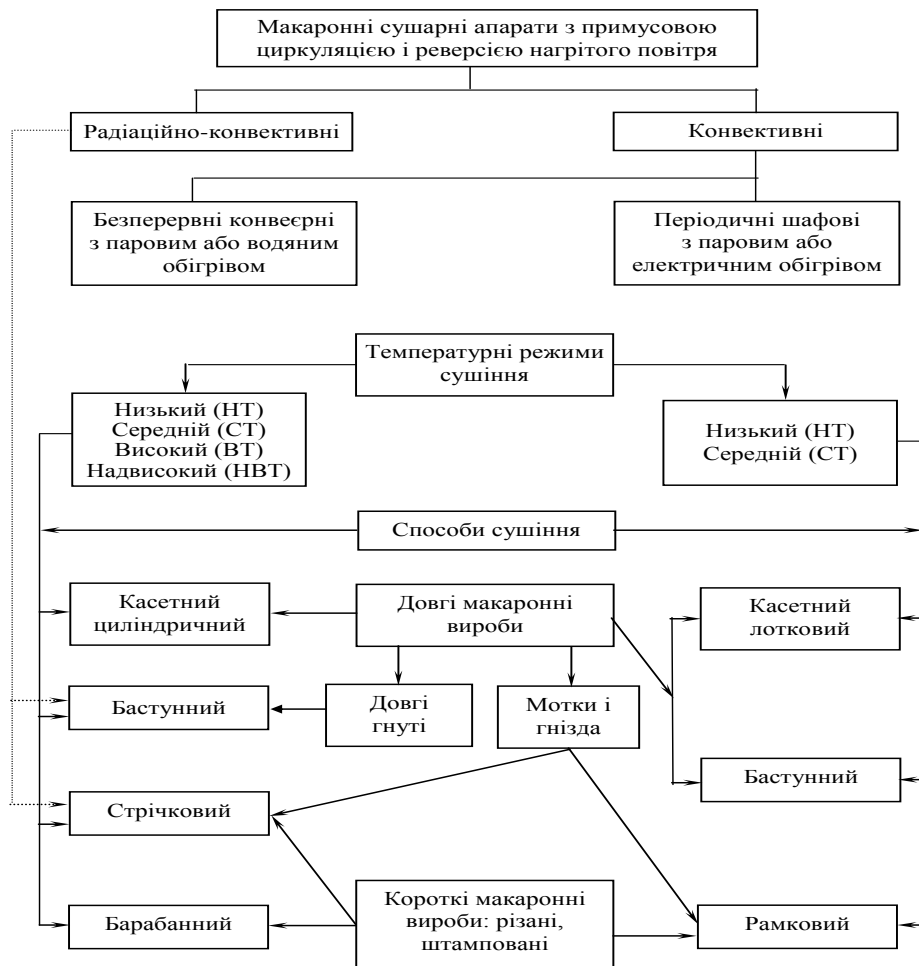 Макаронні сушарні апарати з примусовою
циркуляцією і реверсією нагрітого повітря
Радіаційно-конвективні
Конвективні
Безперервні конвеєрні
з паровим або водяним
обігрівом
Періодичні шафові
з паровим або
електричним обігрівом
Температурні режими
сушіння
Низький (НТ)
Середній (СТ)
Високий (ВТ)
Надвисокий (НВТ)
Низький (НТ)
Середній (СТ)
Способи сушіння
Касетний
циліндричний
Довгі макаронні
вироби
Касетний
лотковий
Бастунний
Довгі
гнуті
Мотки і
гнізда
Бастунний
Стрічковий
Барабанний
Короткі макаронні
вироби: різані,
штамповані
Рамковий